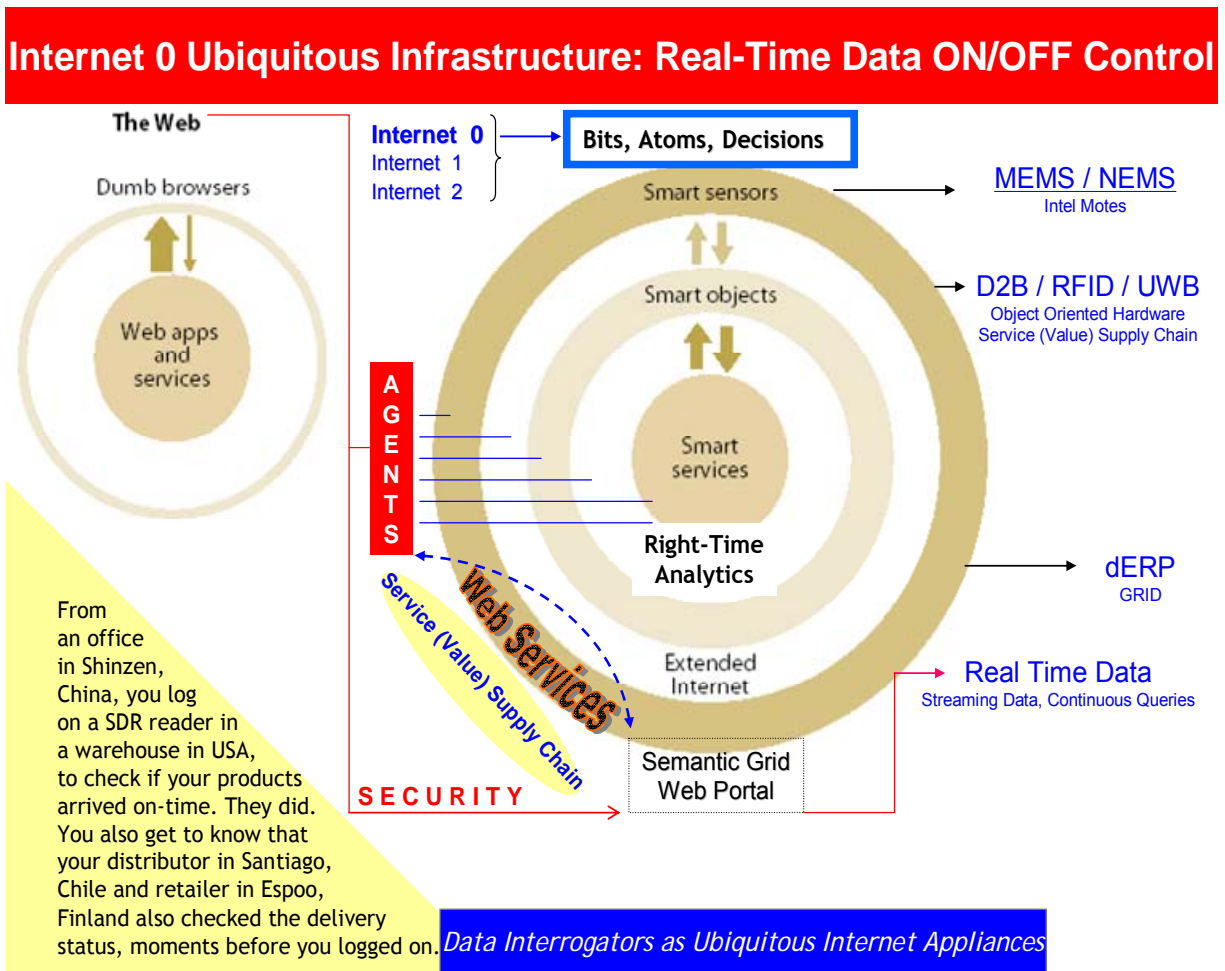 Internet 0 Ubiquitous Infrastructure: Real-Time Data ON/OFF Control
The Web
Dumb browsers
Web apps
and
services
Internet 0
Internet 1
Internet 2
Bits, Atoms, Decisions
Smart sensors
Smart objects
Smart
services
Right-Time
Analytics
Extended
Internet
Semantic Grid
Web Portal
MEMS / NEMS
Intel Motes
D2B / RFID / UWB
Object Oriented Hardware
Service (Value) Supply Chain
dERP
GRID
Real Time Data
Streaming Data, Continuous Queries
A
G
E
N
T
S
Web Services
Service (Value) Supply Chain
SECURITY
From
an office
in Shinzen,
China, you log
on a SDR reader in
a warehouse in USA,
to check if your products
arrived on-time. They did.
You also get to know that
your distributor in Santiago,
Chile and retailer in Espoo,
Finland also checked the delivery
status, moments before you logged on.
Data Interrogators as Ubiquitous Internet Appliances